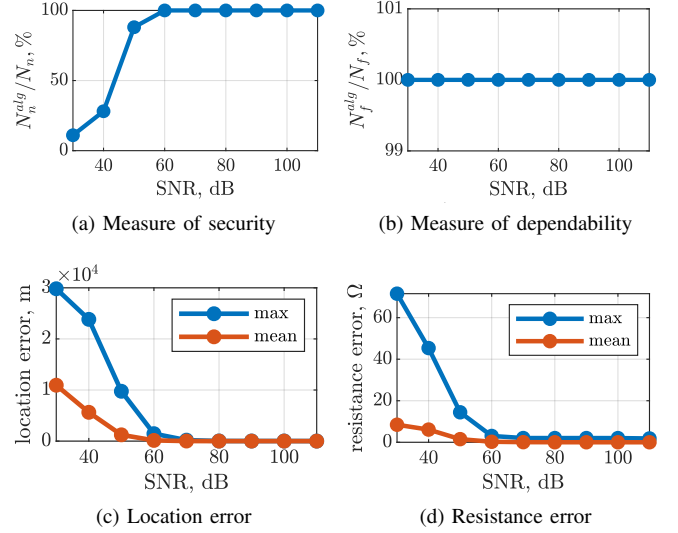 100
50
0
N_n^{alg}/N_n, %
40 60 80 100
SNR, dB
(a) Measure of security
101
100
99
N_f^{alg}/N_f, %
40 60 80 100
SNR, dB
(b) Measure of dependability
×10^4
3
2
1
0
location error, m
max
mean
40 60 80 100
SNR, dB
(c) Location error
60
40
20
0
resistance error, Ω
max
mean
40 60 80 100
SNR, dB
(d) Resistance error